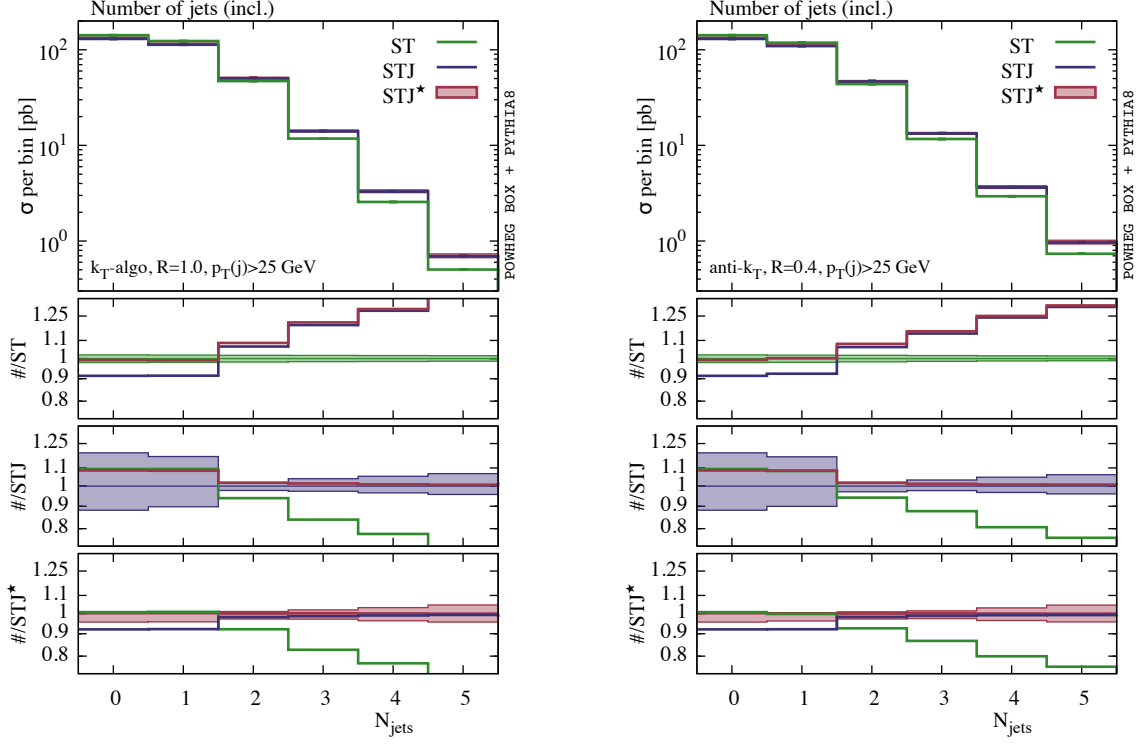 Number of jets (incl.)
10^2
10^1
10^0
σ per bin [pb]
ST
STJ
STJ★
k_T-algo, R=1.0, p_T(j)>25 GeV
POWHEG BOX + PYTHIA8
1.25
1.1
1
0.9
0.8
#/ST
1.25
1.1
1
0.9
0.8
#/STJ
1.25
1.1
1
0.9
0.8
#/STJ★
0 1 2 3 4 5
N_jets
Number of jets (incl.)
10^2
10^1
10^0
σ per bin [pb]
ST
STJ
STJ★
anti-k_T, R=0.4, p_T(j)>25 GeV
POWHEG BOX + PYTHIA8
1.25
1.1
1
0.9
0.8
#/ST
1.25
1.1
1
0.9
0.8
#/STJ
1.25
1.1
1
0.9
0.8
#/STJ★
0 1 2 3 4 5
N_jets